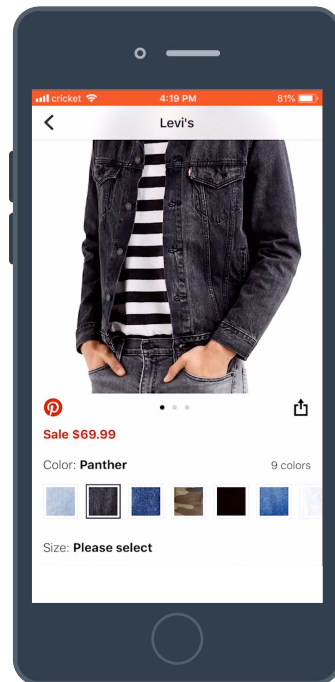 cricket 4:19 PM 81%
Levi's
Sale $69.99
Color: Panther 9 colors
Size: Please select